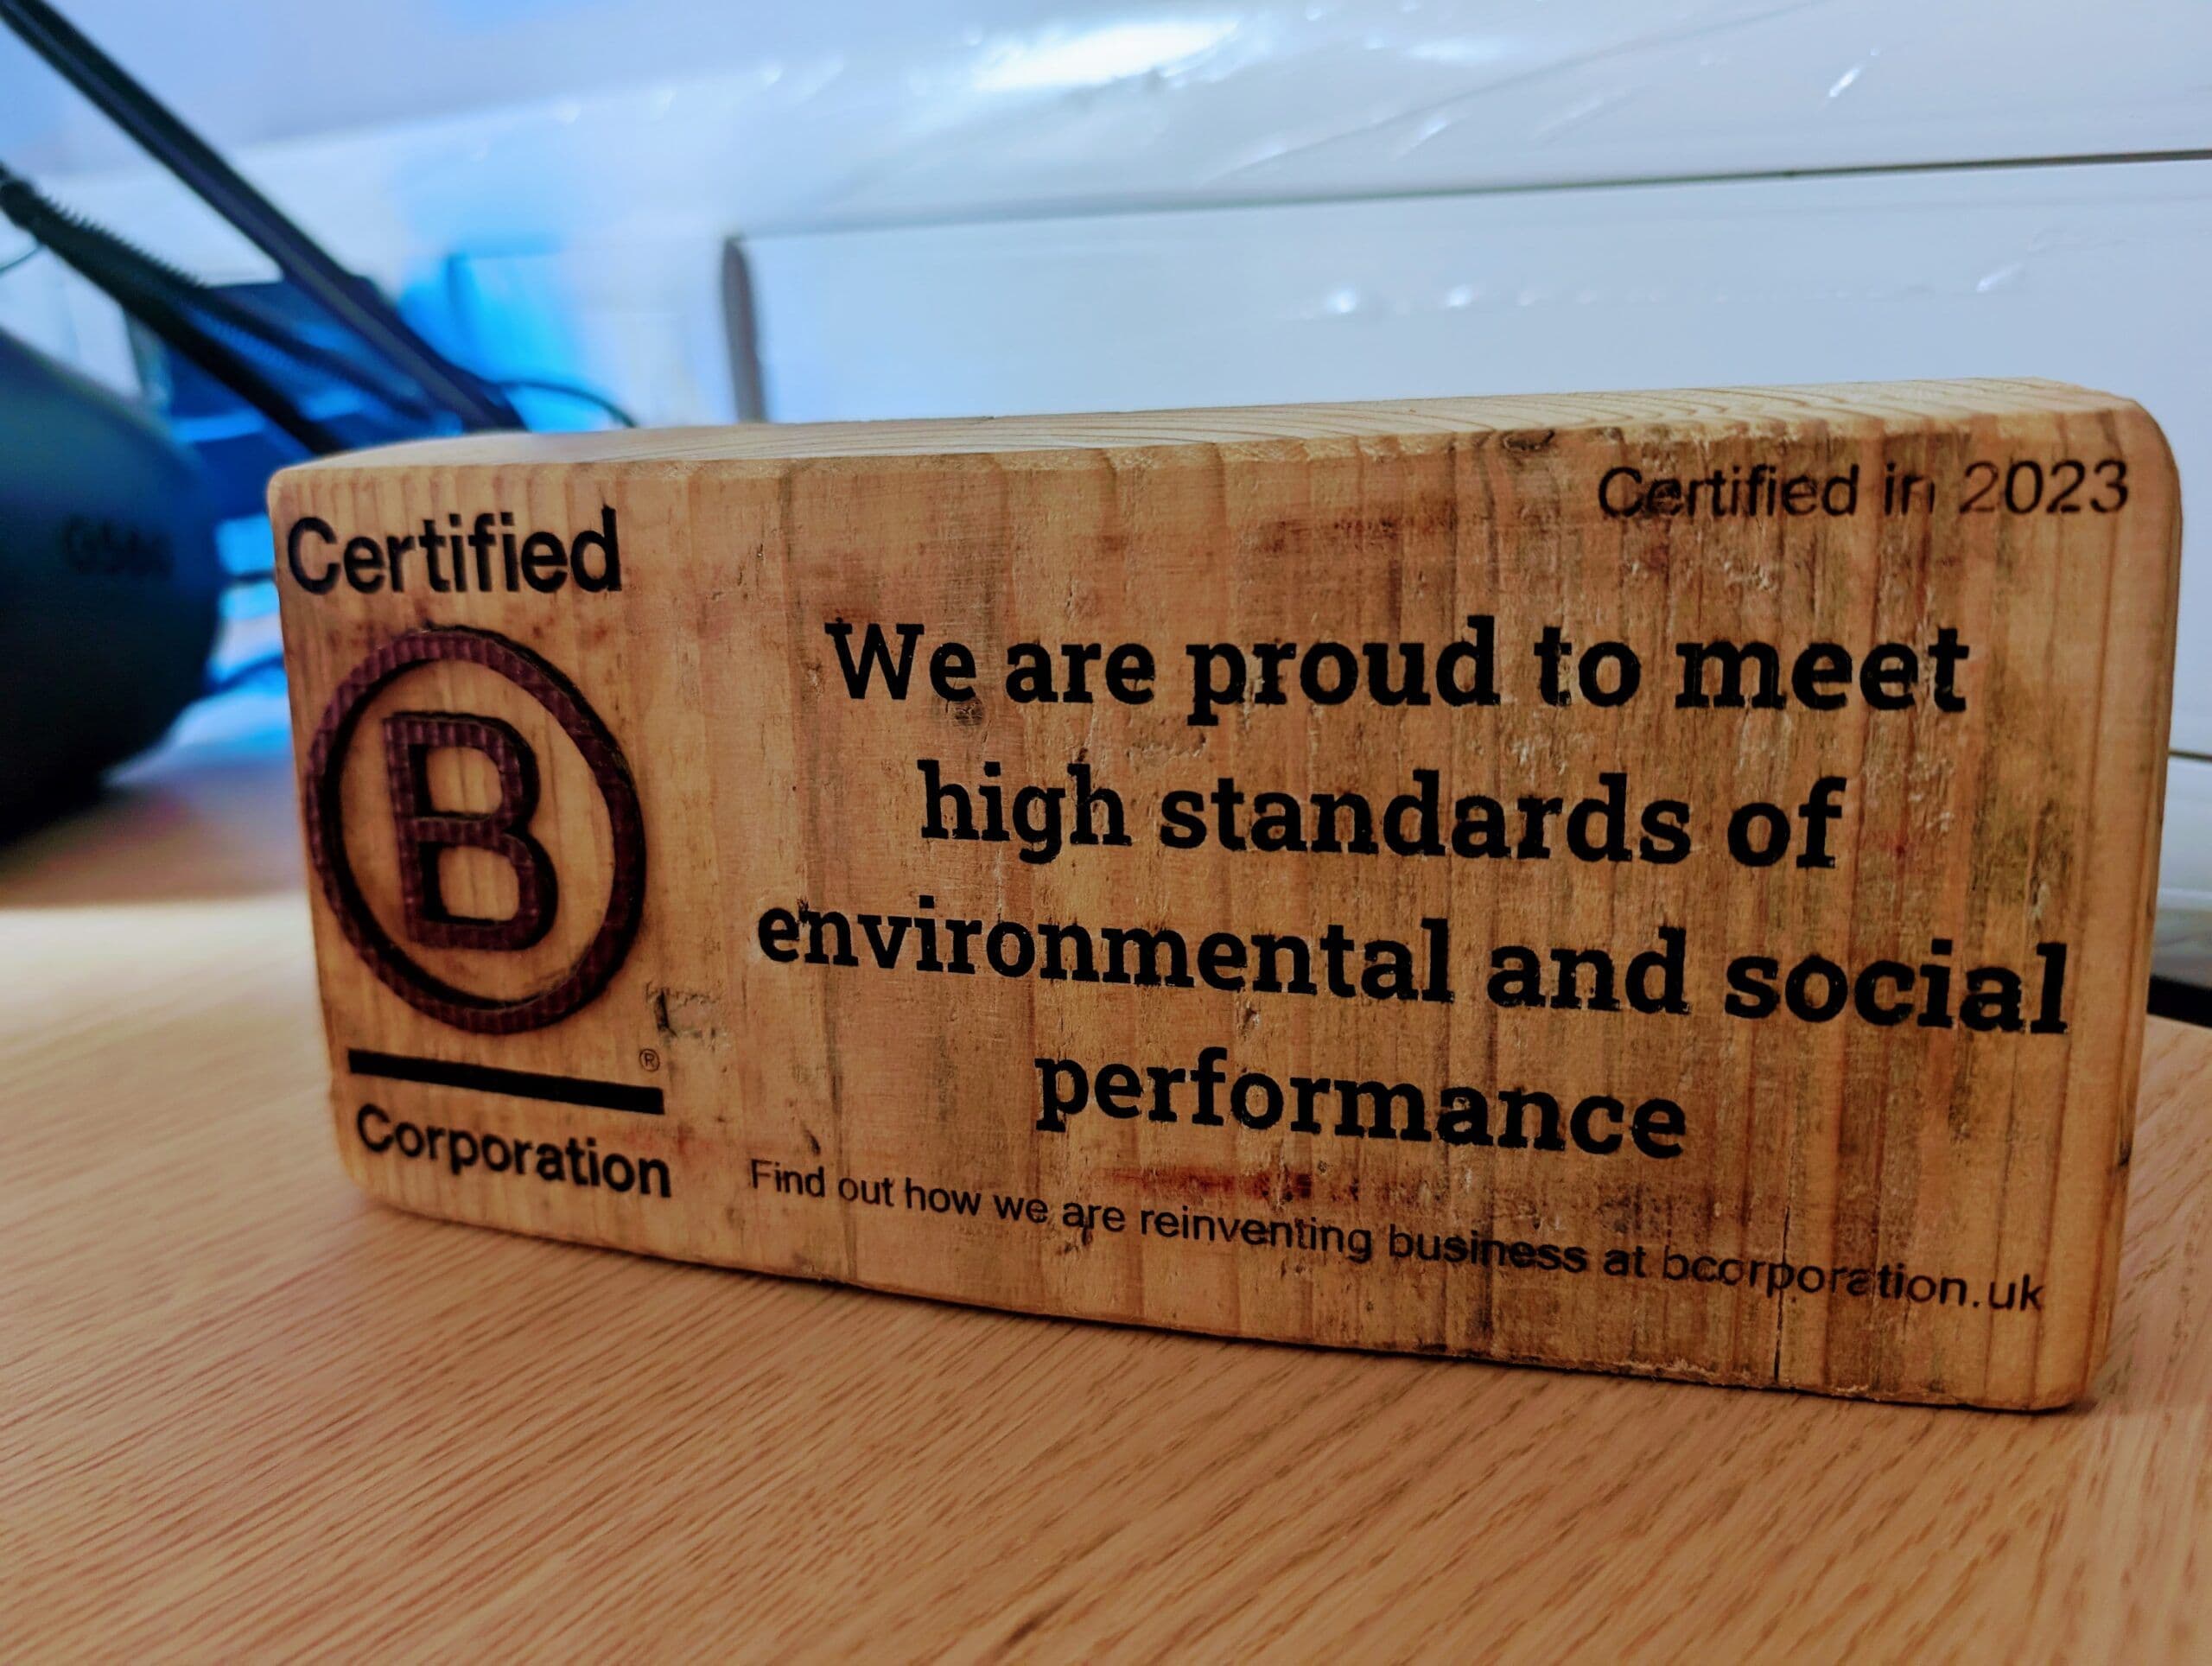 Certified in 2023
Certified
B
®
Corporation
We are proud to meet
high standards of
environmental and social
performance
Find out how we are reinventing business at bcorporation.uk